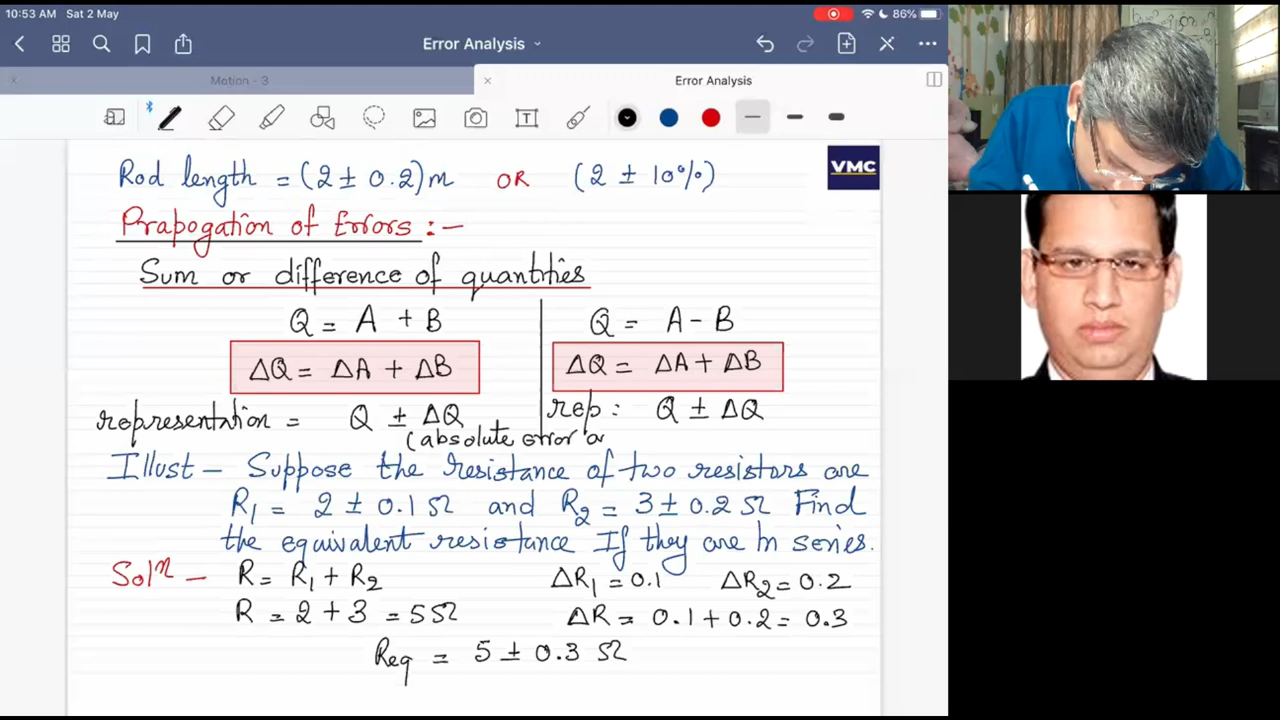 10:53 AM Sat 2 May 86%
Error Analysis
Motion - 3 Error Analysis
Rod length = (2 ± 0.2)m OR (2 ± 10%)
VMC
Prapogation of Errors :-
Sum or difference of quantities
Q = A + B Q = A - B
ΔQ = ΔA + ΔB ΔQ = ΔA + ΔB
representation = Q ± ΔQ rep : Q ± ΔQ
(absolute error or
Illust - Suppose the resistance of two resistors are
R₁ = 2 ± 0.1 Ω and R₂ = 3 ± 0.2 Ω Find
the equivalent resistance If they are In series.
Solⁿ - R = R₁ + R₂ ΔR₁ = 0.1 ΔR₂ = 0.2
R = 2 + 3 = 5 Ω ΔR = 0.1 + 0.2 = 0.3
Req = 5 ± 0.3 Ω